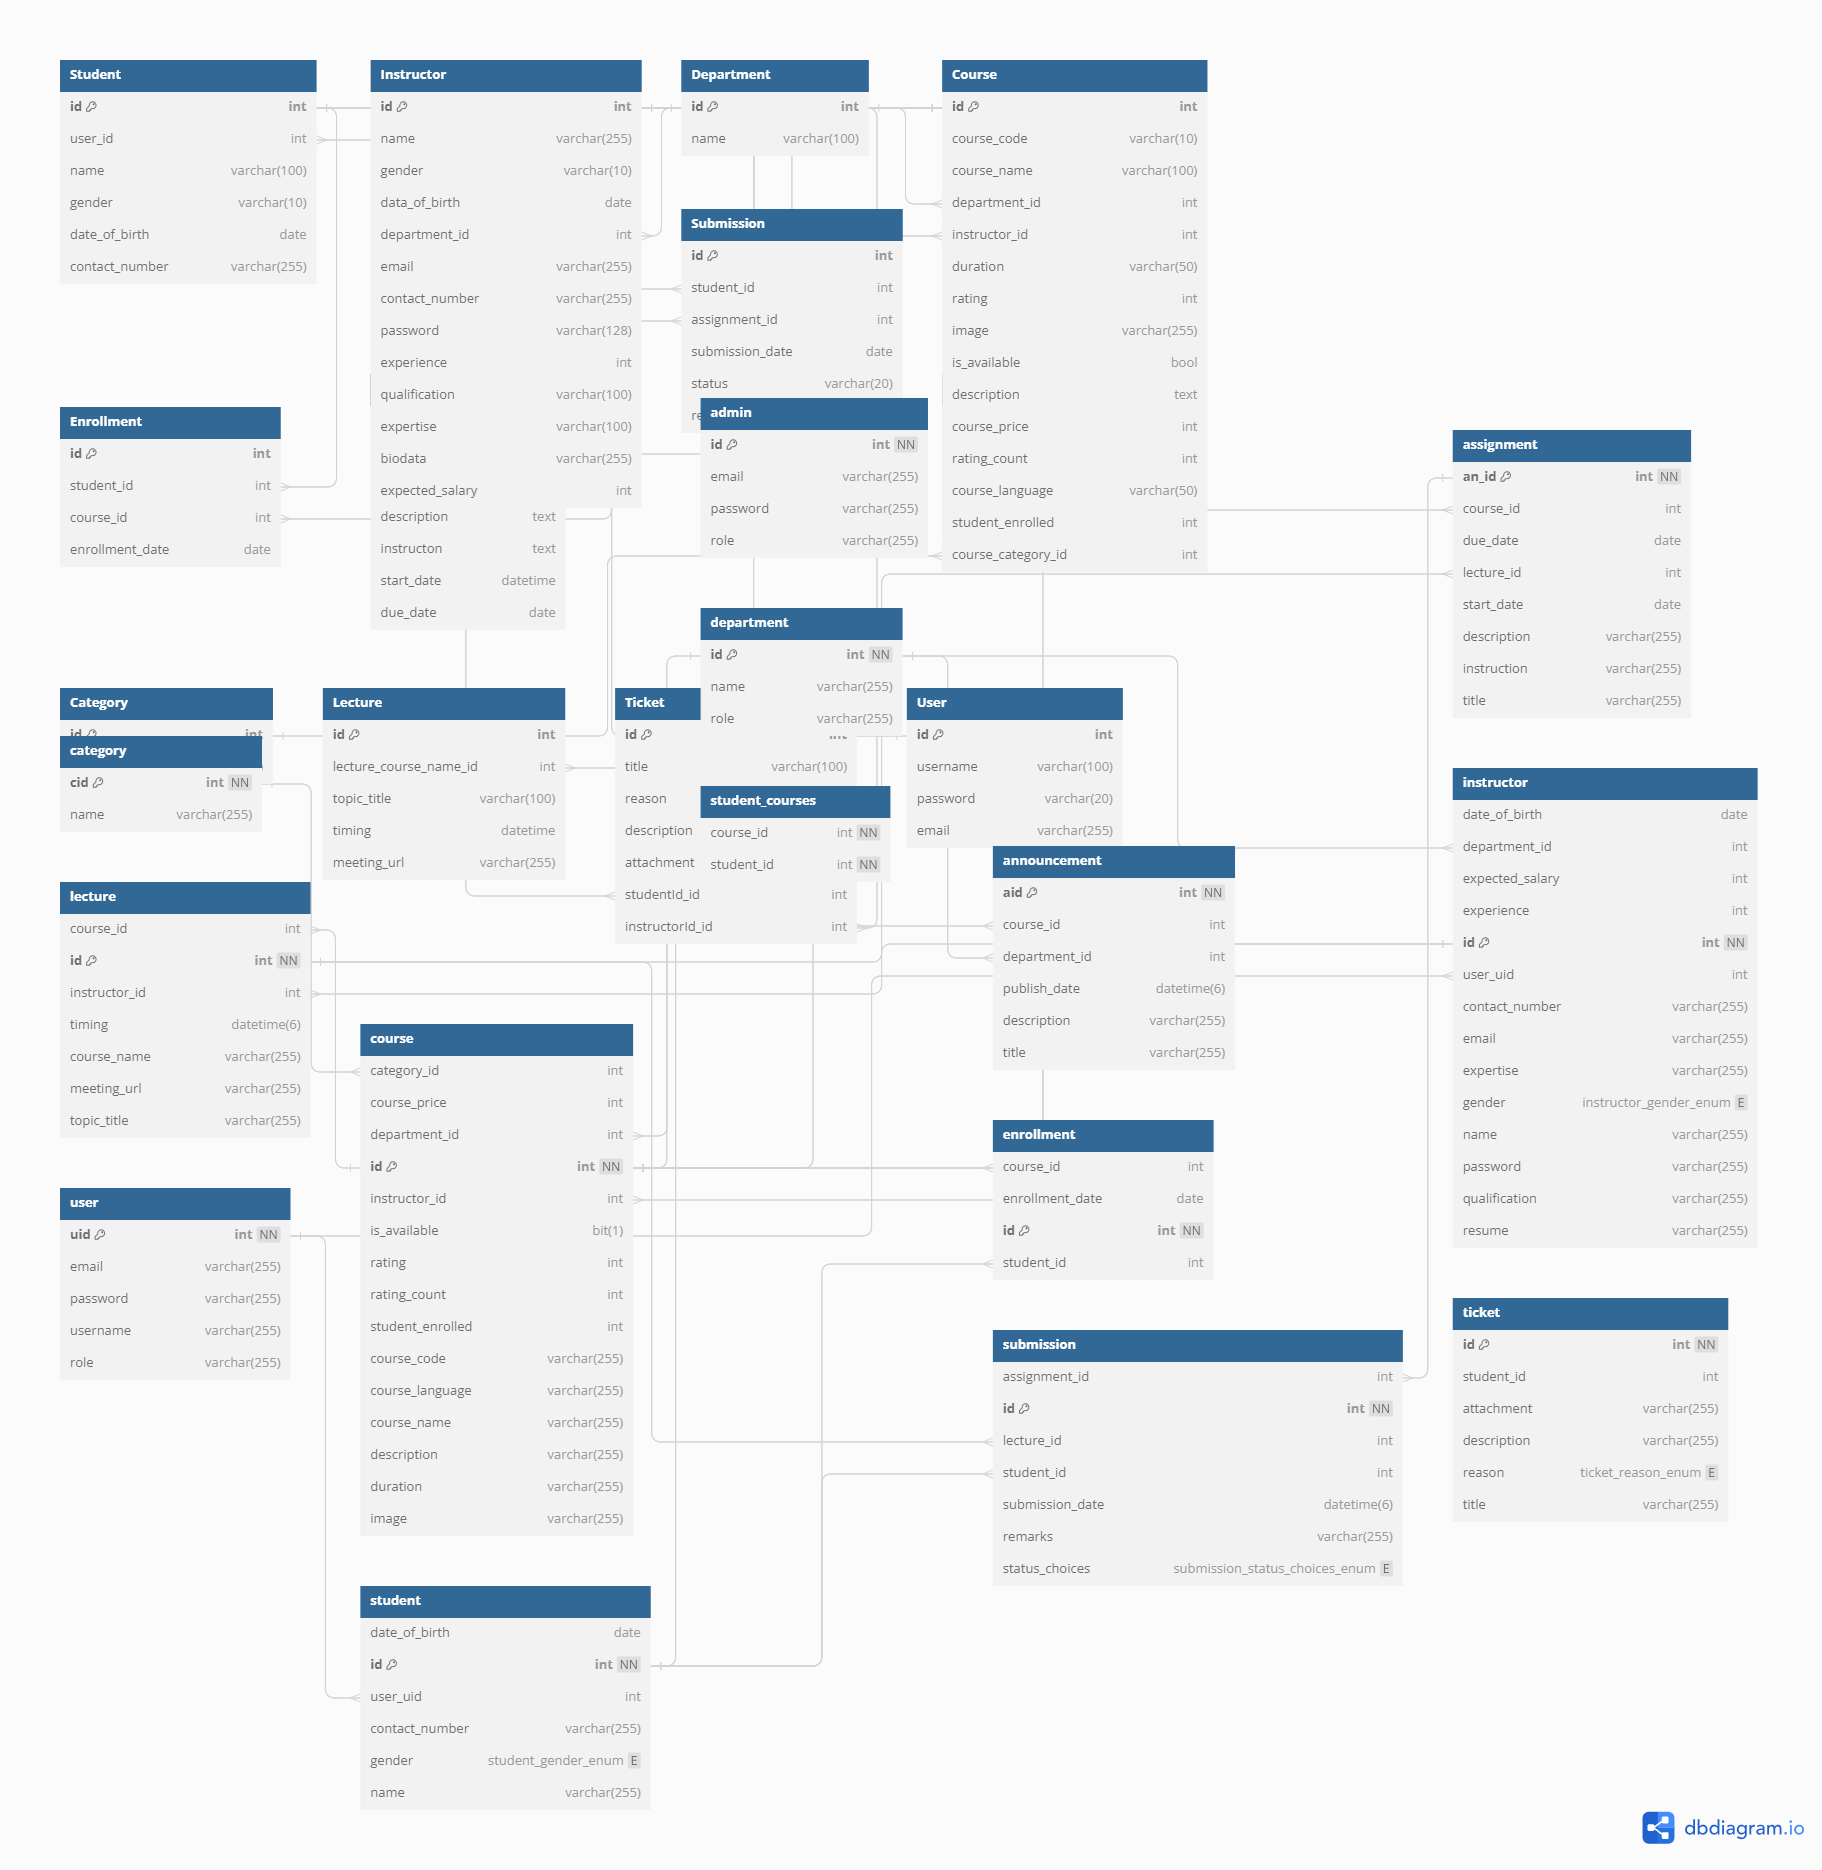 Student
id int
user_id int
name varchar(100)
gender varchar(10)
date_of_birth date
contact_number varchar(255)
Instructor
id int
name varchar(255)
gender varchar(10)
data_of_birth date
department_id int
email varchar(255)
contact_number varchar(255)
password varchar(128)
experience int
qualification varchar(100)
expertise varchar(100)
biodata varchar(255)
expected_salary int
description text
instructon text
start_date datetime
due_date date
Department
id int
name varchar(100)
Submission
id int
student_id int
assignment_id int
submission_date date
status varchar(20)
re
admin
id int NN
email varchar(255)
password varchar(255)
role varchar(255)
Course
id int
course_code varchar(10)
course_name varchar(100)
department_id int
instructor_id int
duration varchar(50)
rating int
image varchar(255)
is_available bool
description text
course_price int
rating_count int
course_language varchar(50)
student_enrolled int
course_category_id int
Enrollment
id int
student_id int
course_id int
enrollment_date date
assignment
an_id int NN
course_id int
due_date date
lecture_id int
start_date date
description varchar(255)
instruction varchar(255)
title varchar(255)
department
id int NN
name varchar(255)
role varchar(255)
Category
id int
category
cid int NN
name varchar(255)
Lecture
id int
lecture_course_name_id int
topic_title varchar(100)
timing datetime
meeting_url varchar(255)
Ticket
id int
title varchar(100)
reason
description
attachment
studentId_id int
instructorId_id int
student_courses
course_id int NN
student_id int NN
User
id int
username varchar(100)
password varchar(20)
email varchar(255)
announcement
aid int NN
course_id int
department_id int
publish_date datetime(6)
description varchar(255)
title varchar(255)
instructor
date_of_birth date
department_id int
expected_salary int
experience int
id int NN
user_uid int
contact_number varchar(255)
email varchar(255)
expertise varchar(255)
gender instructor_gender_enum E
name varchar(255)
password varchar(255)
qualification varchar(255)
resume varchar(255)
lecture
course_id int
id int NN
instructor_id int
timing datetime(6)
course_name varchar(255)
meeting_url varchar(255)
topic_title varchar(255)
course
category_id int
course_price int
department_id int
id int NN
instructor_id int
is_available bit(1)
rating int
rating_count int
student_enrolled int
course_code varchar(255)
course_language varchar(255)
course_name varchar(255)
description varchar(255)
duration varchar(255)
image varchar(255)
enrollment
course_id int
enrollment_date date
id int NN
student_id int
user
uid int NN
email varchar(255)
password varchar(255)
username varchar(255)
role varchar(255)
submission
assignment_id int
id int NN
lecture_id int
student_id int
submission_date datetime(6)
remarks varchar(255)
status_choices submission_status_choices_enum E
ticket
id int NN
student_id int
attachment varchar(255)
description varchar(255)
reason ticket_reason_enum E
title varchar(255)
student
date_of_birth date
id int NN
user_uid int
contact_number varchar(255)
gender student_gender_enum E
name varchar(255)
dbdiagram.io